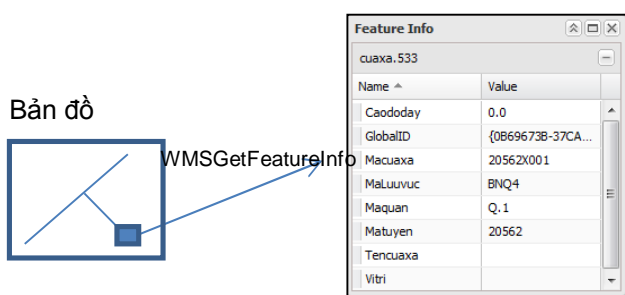 Feature Info
cuaxa.533
Name Value
Caododay 0.0
GlobalID {0B69673B-37CA...
Macuaxa 20562X001
MaLuuvuc BNQ4
Maquan Q.1
Matuyen 20562
Tencuaxa
Vitri
Bản đồ
WMSGetFeatureInfo